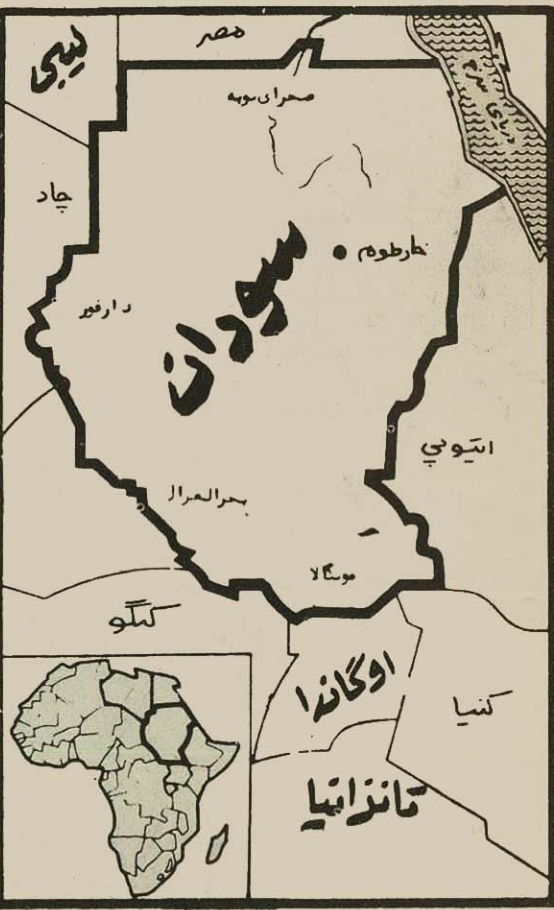 لیبی
مصر
دریای سرخ
صحرای نوبه
چاد
خارطوم
سودان
دارفور
اتیوپی
بحرالغزال
مونگالا
کنگو
اوگاندا
کنیا
تانزانیا